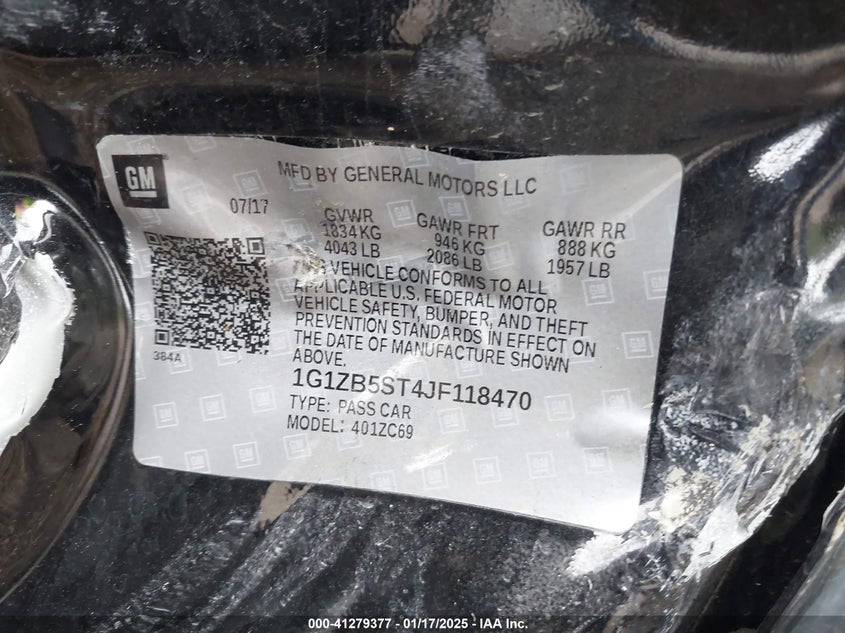 GM
MFD BY GENERAL MOTORS LLC
07/17
GVWR GAWR FRT GAWR RR
1834 KG 946 KG 888 KG
4043 LB 2086 LB 1957 LB
VEHICLE CONFORMS TO ALL
APPLICABLE U.S. FEDERAL MOTOR
VEHICLE SAFETY, BUMPER, AND THEFT
PREVENTION STANDARDS IN EFFECT ON
THE DATE OF MANUFACTURE SHOWN
ABOVE.
384A
1G1ZB5ST4JF118470
TYPE: PASS CAR
MODEL: 401ZC69
000-41279377 - 01/17/2025 - IAA Inc.